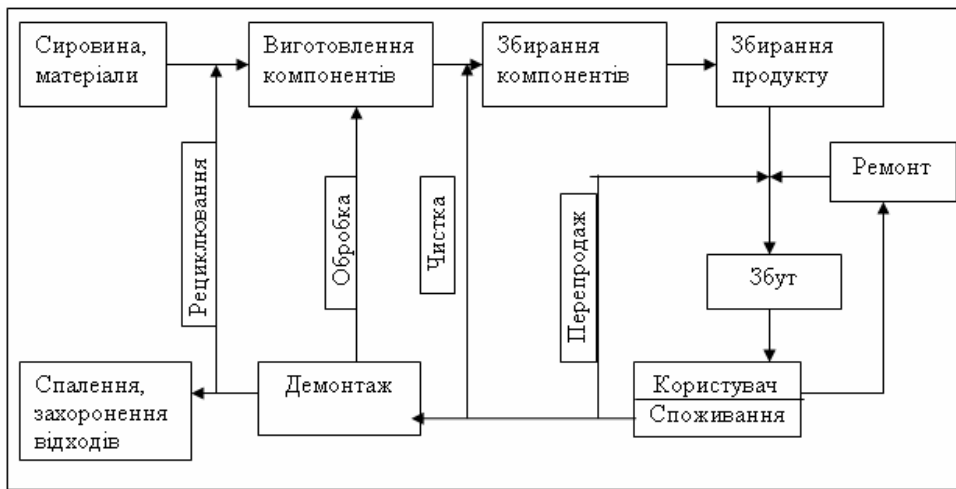 Сировина,
матеріали
Виготовлення
компонентів
Збирання
компонентів
Збирання
продукту
Рециклювання
Обробка
Чистка
Перепродаж
Ремонт
Збут
Спалення,
захоронення
відходів
Демонтаж
Користувач
Споживання